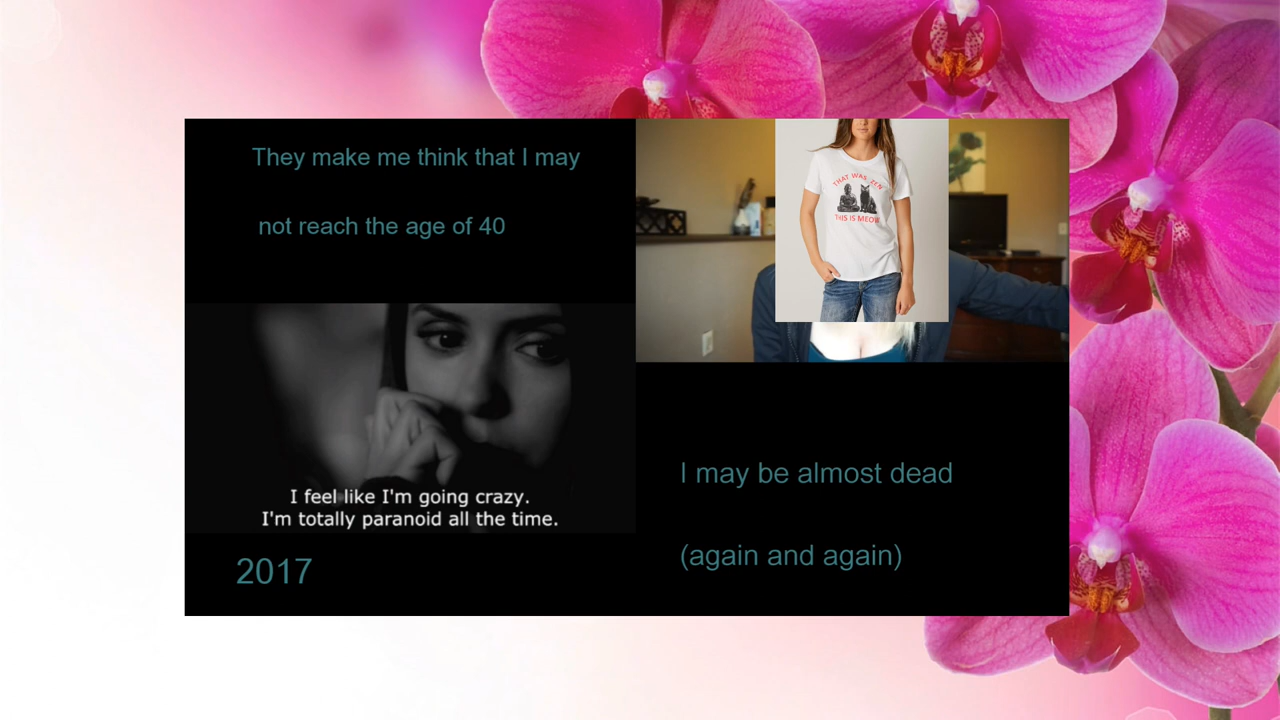 They make me think that I may
not reach the age of 40
THAT WAS ZEN
THIS IS MEOW
I feel like I'm going crazy.
I'm totally paranoid all the time.
2017
I may be almost dead
(again and again)